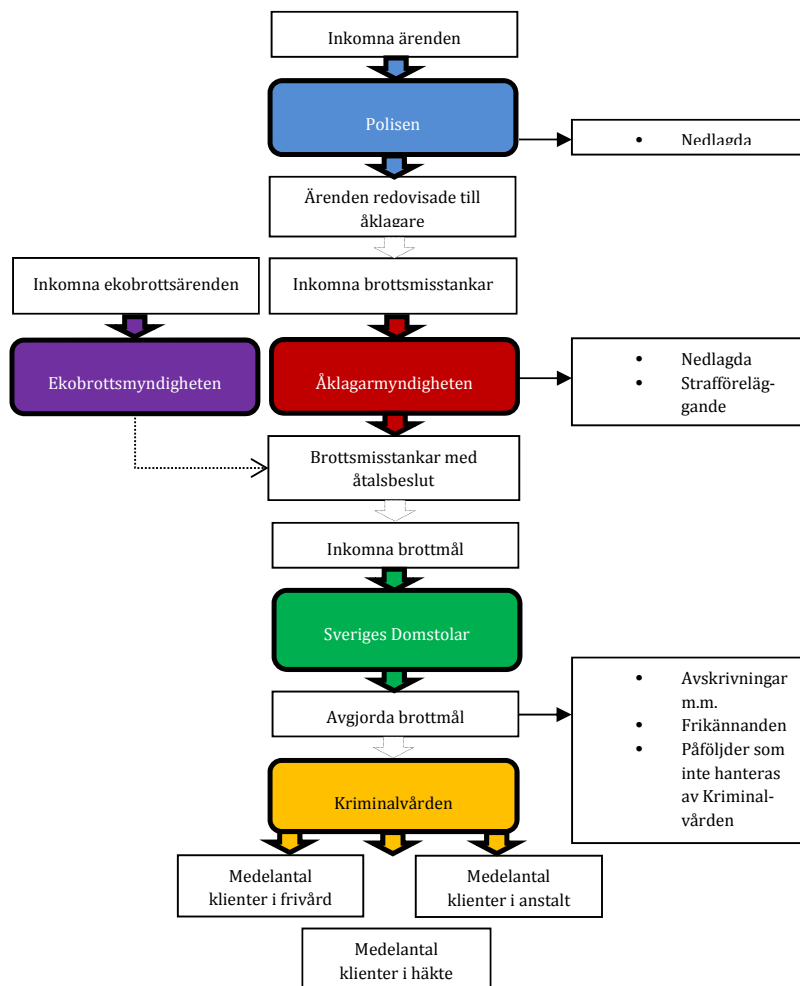 Inkomna ärenden
Polisen
• Nedlagda
Ärenden redovisade till
åklagare
Inkomna ekobrottsärenden
Inkomna brottsmisstankar
Ekobrottsmyndigheten
Åklagarmyndigheten
• Nedlagda
• Strafföreläg-
gande
Brottsmisstankar med
åtalsbeslut
Inkomna brottmål
Sveriges Domstolar
Avgjorda brottmål
• Avskrivningar
m.m.
• Frikännanden
• Påföljder som
inte hanteras
av Kriminal-
vården
Kriminalvården
Medelantal
klienter i frivård
Medelantal
klienter i anstalt
Medelantal
klienter i häkte